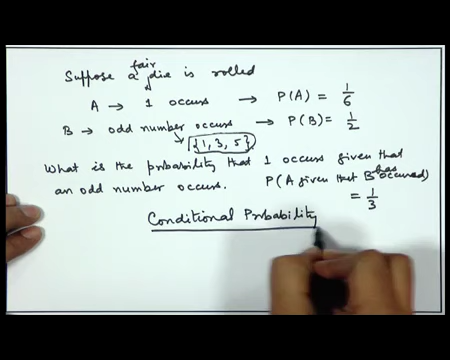 Suppose a fair die is rolled
A → 1 occurs → P(A) = 1/6
B → odd number occurs → P(B) = 1/2
{1, 3, 5}
What is the probability that 1 occurs given that
an odd number occurs. P(A given that B has occured)
= 1/3
Conditional Probability